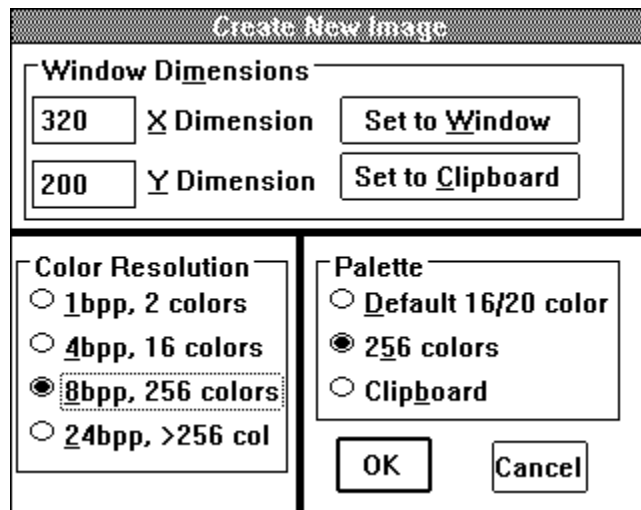 Create New Image
Window Dimensions
320 X Dimension Set to Window
200 Y Dimension Set to Clipboard
Color Resolution
1bpp, 2 colors
4bpp, 16 colors
8bpp, 256 colors
24bpp, >256 col
Palette
Default 16/20 color
256 colors
Clipboard
OK Cancel